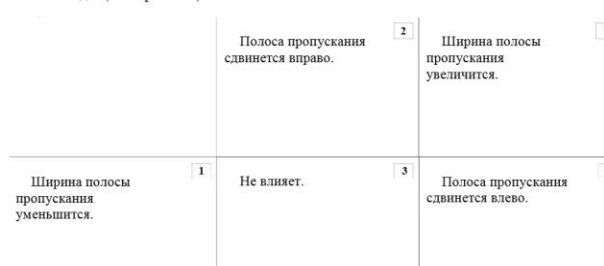 2
Полоса пропускания
сдвинется вправо.
Ширина полосы
пропускания
увеличится.
1
Ширина полосы
пропускания
уменьшится.
3
Не влияет.
Полоса пропускания
сдвинется влево.